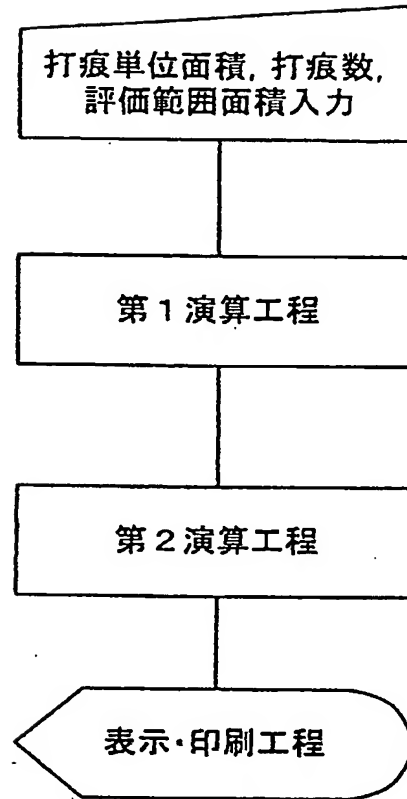 打痕単位面積, 打痕数,
評価範囲面積入力
第1演算工程
第2演算工程
表示・印刷工程